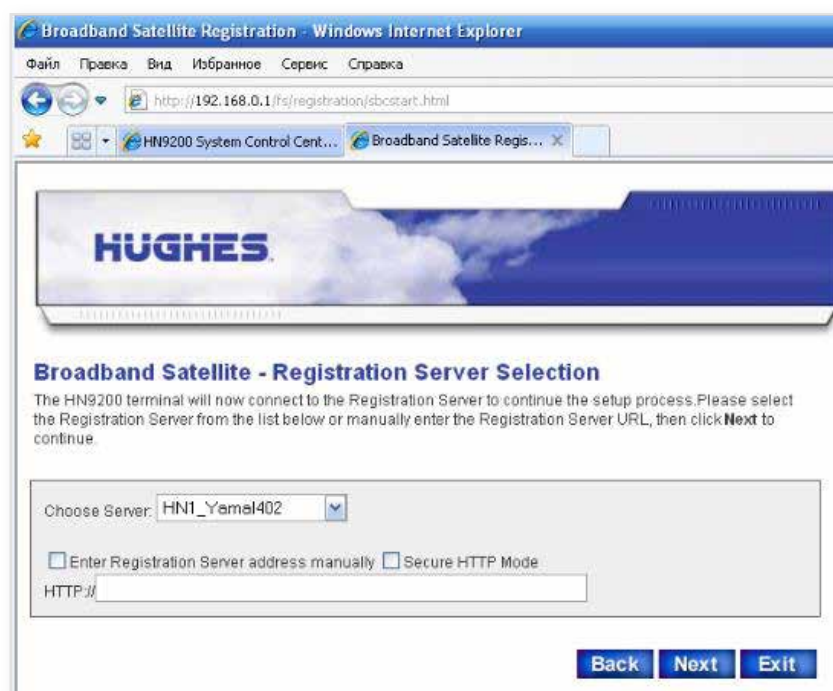 Broadband Satellite Registration - Windows Internet Explorer
Файл Правка Вид Избранное Сервис Справка
http://192.168.0.1/fs/registration/sbcstart.html
HN9200 System Control Cent... Broadband Satellite Regis...
HUGHES.
Broadband Satellite - Registration Server Selection
The HN9200 terminal will now connect to the Registration Server to continue the setup process.Please select
the Registration Server from the list below or manually enter the Registration Server URL, then click Next to
continue.
Choose Server: HN1_Yamal402
Enter Registration Server address manually Secure HTTP Mode
HTTP://
Back Next Exit